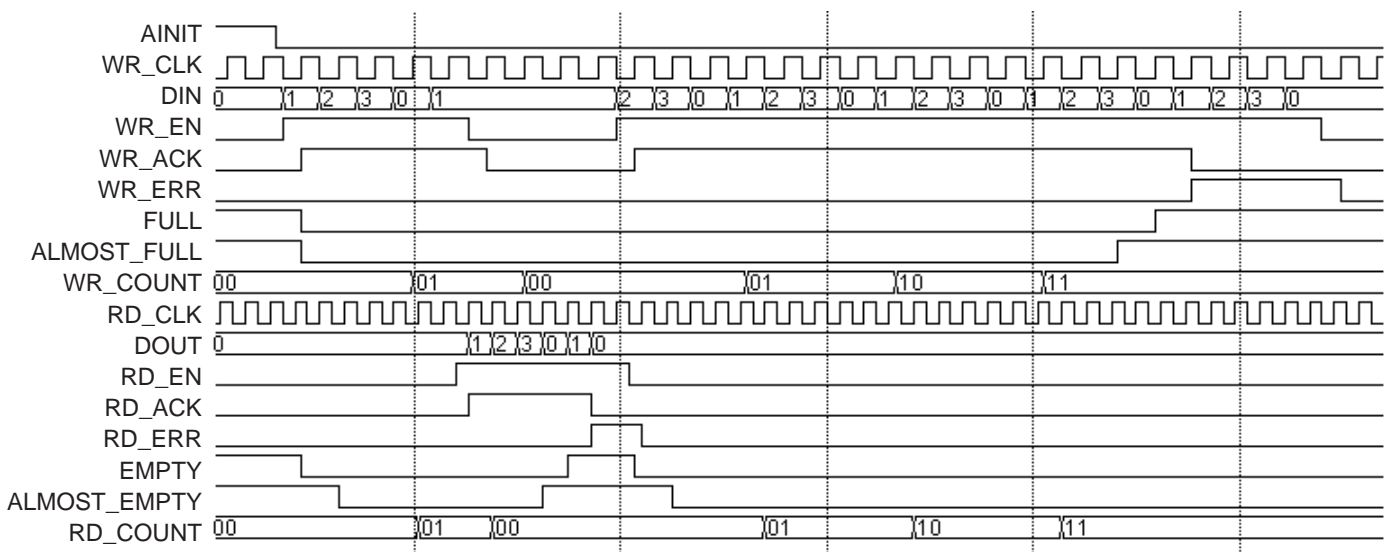 AINIT
WR_CLK
DIN 0 1 2 3 0 1 2 3 0 1 2 3 0 1 2 3 0 1 2 3 0 1 2 3 0
WR_EN
WR_ACK
WR_ERR
FULL
ALMOST_FULL
WR_COUNT 00 01 00 01 10 11
RD_CLK
DOUT 0 1 2 3 0 1 0
RD_EN
RD_ACK
RD_ERR
EMPTY
ALMOST_EMPTY
RD_COUNT 00 01 00 01 10 11